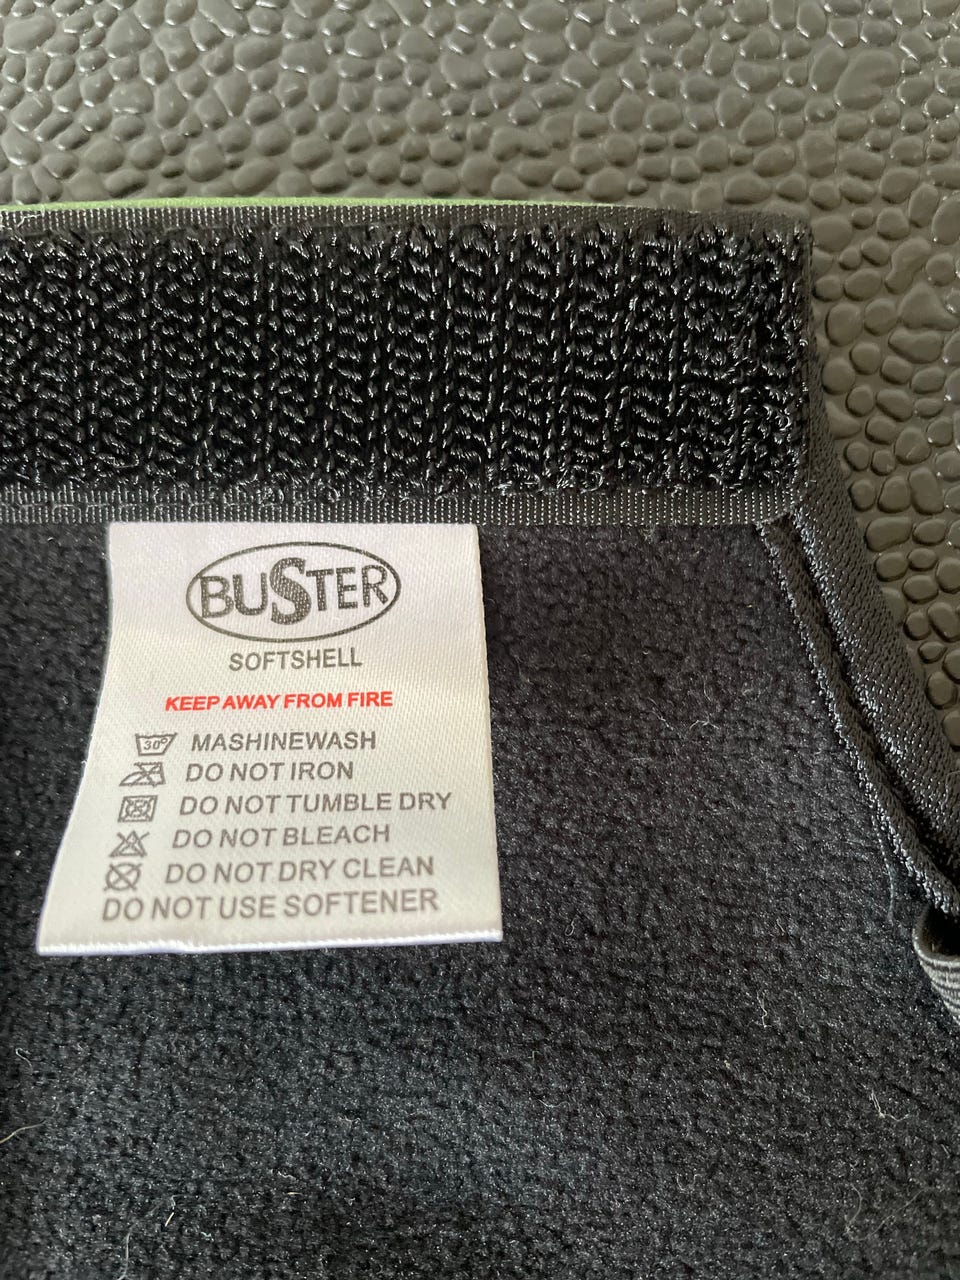 BUSTER
SOFTSHELL
KEEP AWAY FROM FIRE
30° MASHINEWASH
DO NOT IRON
DO NOT TUMBLE DRY
DO NOT BLEACH
DO NOT DRY CLEAN
DO NOT USE SOFTENER